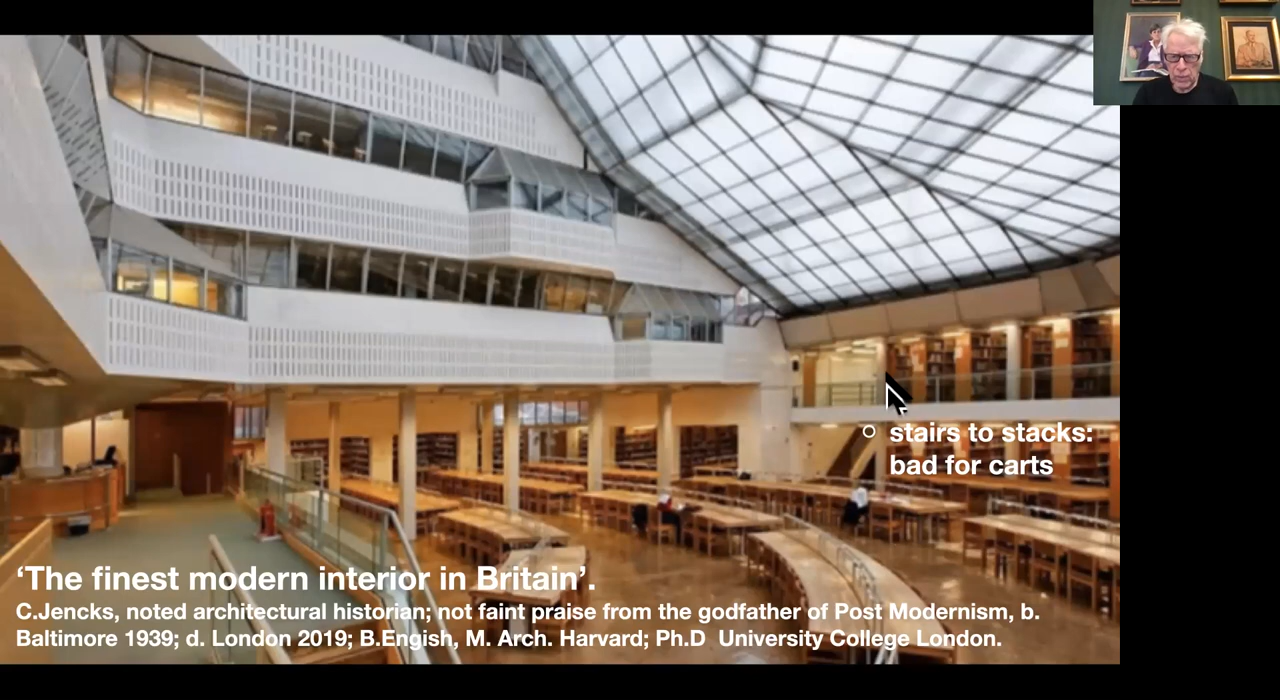 stairs to stacks:
bad for carts
‘The finest modern interior in Britain’.
C.Jencks, noted architectural historian; not faint praise from the godfather of Post Modernism, b.
Baltimore 1939; d. London 2019; B.Engish, M. Arch. Harvard; Ph.D University College London.